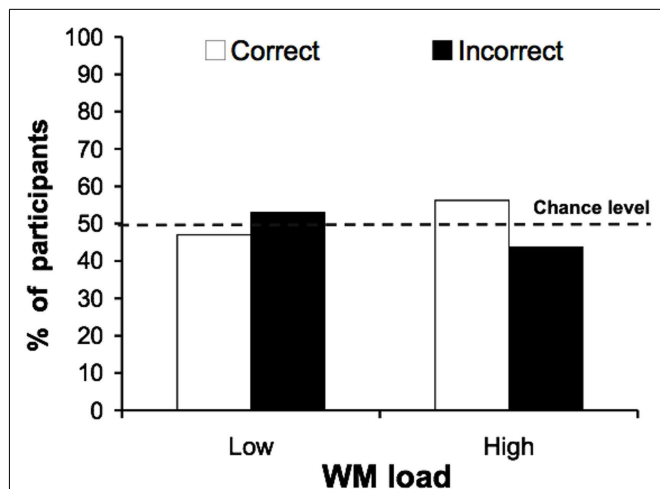 100
90
80
70
60
50
40
30
20
10
0
% of participants
Correct Incorrect
Chance level
Low High
WM load